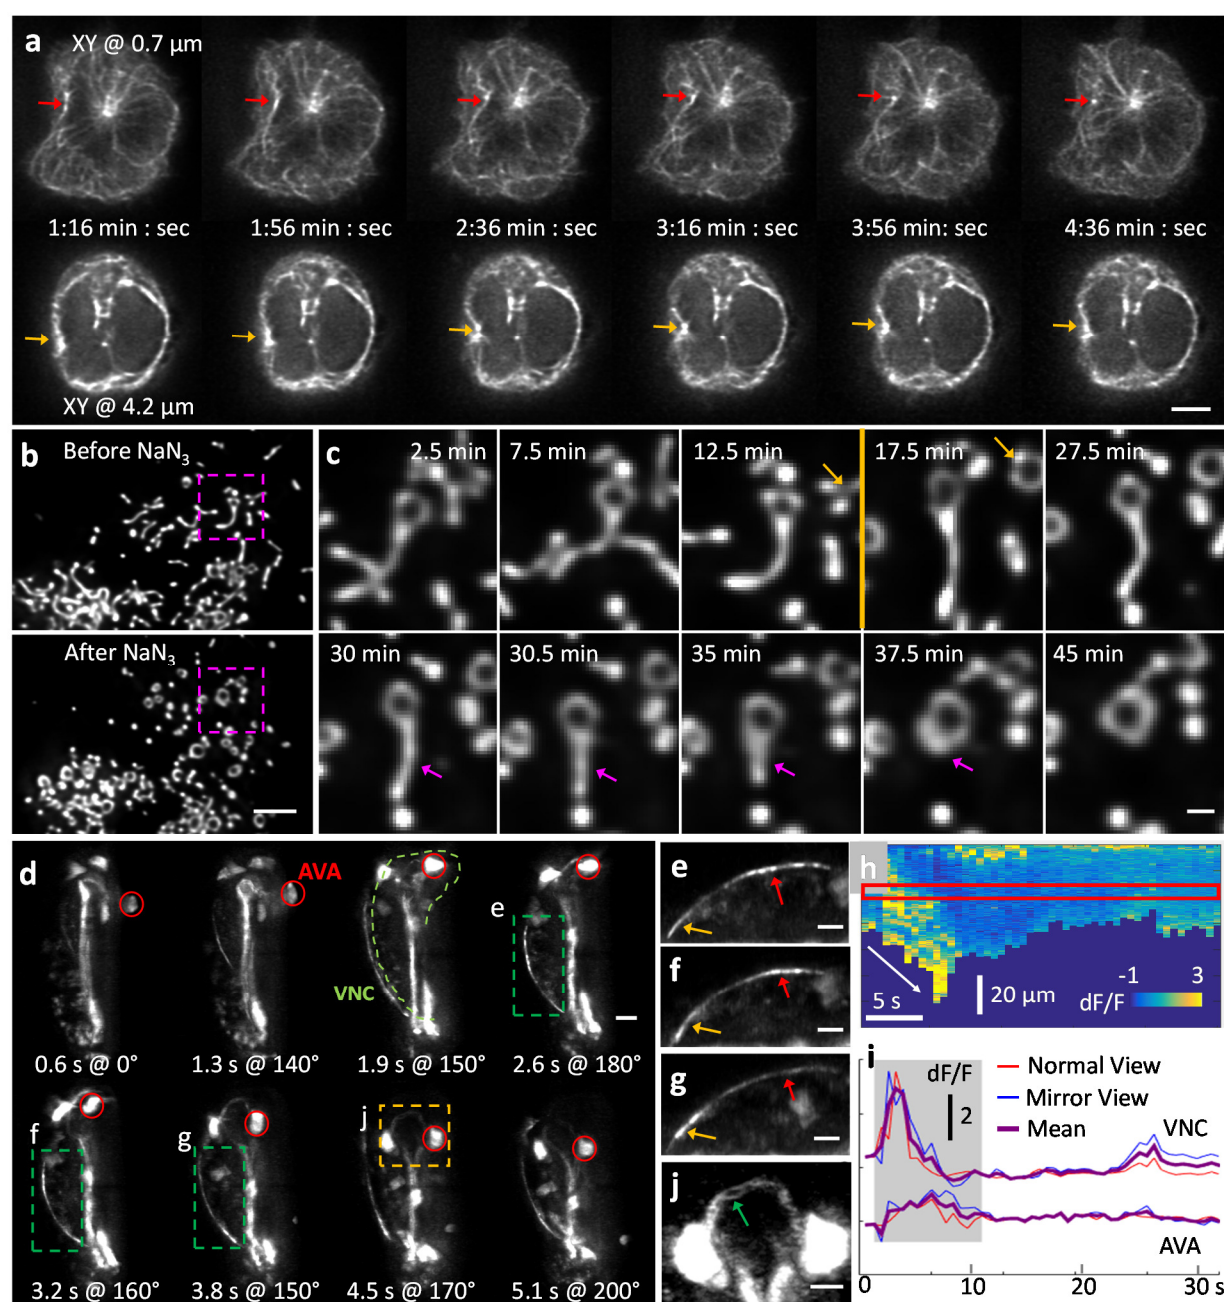 a
XY @ 0.7 µm
1:16 min : sec
1:56 min : sec
2:36 min : sec
3:16 min : sec
3:56 min: sec
4:36 min : sec
XY @ 4.2 µm
b
Before NaN₃
After NaN₃
c
2.5 min
7.5 min
12.5 min
17.5 min
27.5 min
30 min
30.5 min
35 min
37.5 min
45 min
d
AVA
VNC
e
0.6 s @ 0°
1.3 s @ 140°
1.9 s @ 150°
2.6 s @ 180°
f
g
j
3.2 s @ 160°
3.8 s @ 150°
4.5 s @ 170°
5.1 s @ 200°
e
f
g
j
h
-1 3
dF/F
20 µm
5 s
i
dF/F
2
Normal View
Mirror View
Mean
VNC
AVA
0 10 20 30 s